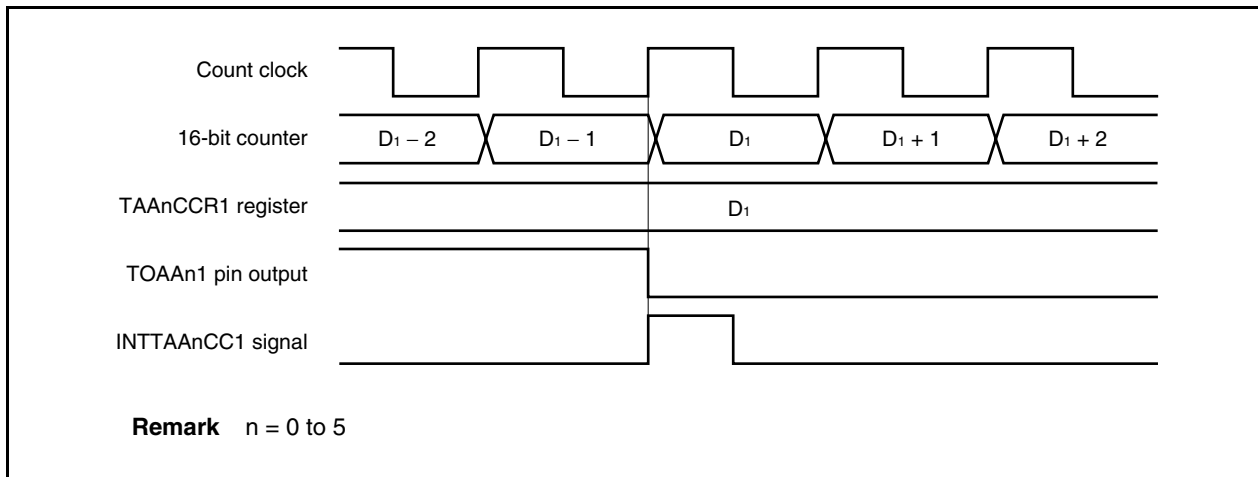 Count clock
16-bit counter D₁ − 2 D₁ − 1 D₁ D₁ + 1 D₁ + 2
TAAnCCR1 register D₁
TOAAn1 pin output
INTTAAnCC1 signal
Remark n = 0 to 5